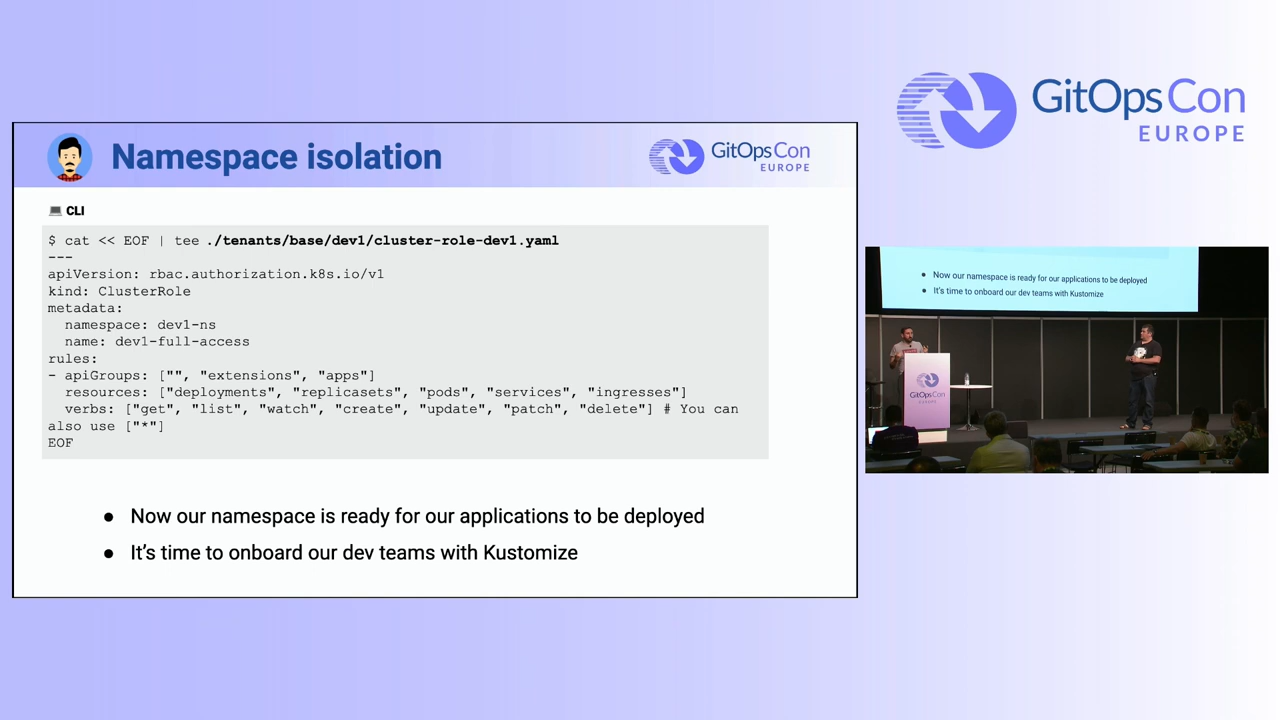 GitOpsCon
EUROPE
Namespace isolation
GitOpsCon
EUROPE
CLI
$ cat << EOF | tee ./tenants/base/dev1/cluster-role-dev1.yaml
---
apiVersion: rbac.authorization.k8s.io/v1
kind: ClusterRole
metadata:
  namespace: dev1-ns
  name: dev1-full-access
rules:
- apiGroups: ["", "extensions", "apps"]
  resources: ["deployments", "replicasets", "pods", "services", "ingresses"]
  verbs: ["get", "list", "watch", "create", "update", "patch", "delete"] # You can
also use ["*"]
EOF
● Now our namespace is ready for our applications to be deployed
● It's time to onboard our dev teams with Kustomize
● Now our namespace is ready for our applications to be deployed
● It's time to onboard our dev teams with Kustomize
GitOpsCon
EUROPE